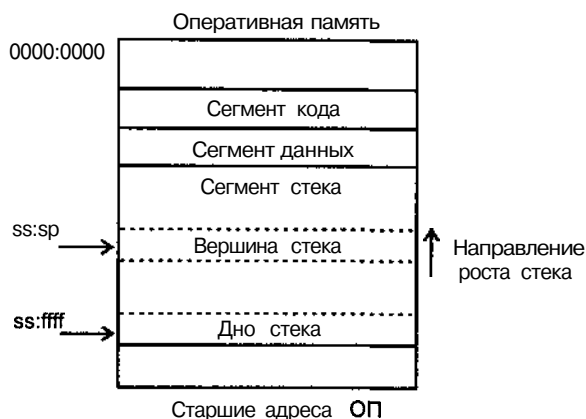 Оперативная память
0000:0000
Сегмент кода
Сегмент данных
Сегмент стека
ss:sp
Вершина стека
Направление
роста стека
ss:ffff
Дно стека
Старшие адреса ОП